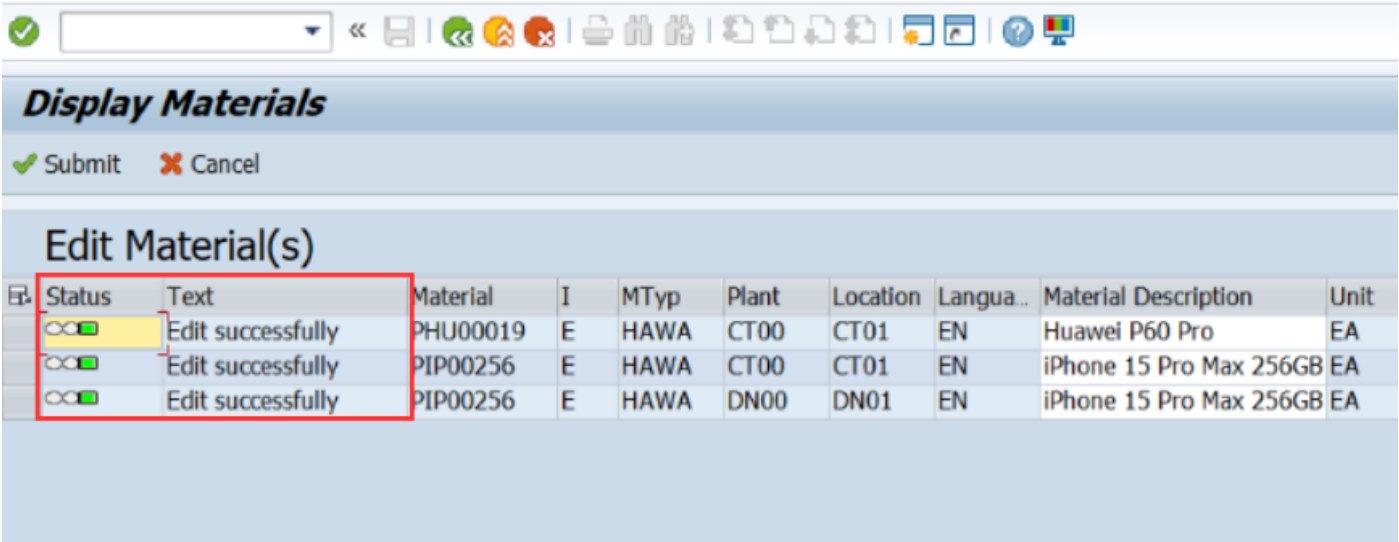 Display Materials
Submit Cancel
Edit Material(s)
Status Text Material I MTyp Plant Location Langua... Material Description Unit
Edit successfully PHU00019 E HAWA CT00 CT01 EN Huawei P60 Pro EA
Edit successfully PIP00256 E HAWA CT00 CT01 EN iPhone 15 Pro Max 256GB EA
Edit successfully PIP00256 E HAWA DN00 DN01 EN iPhone 15 Pro Max 256GB EA